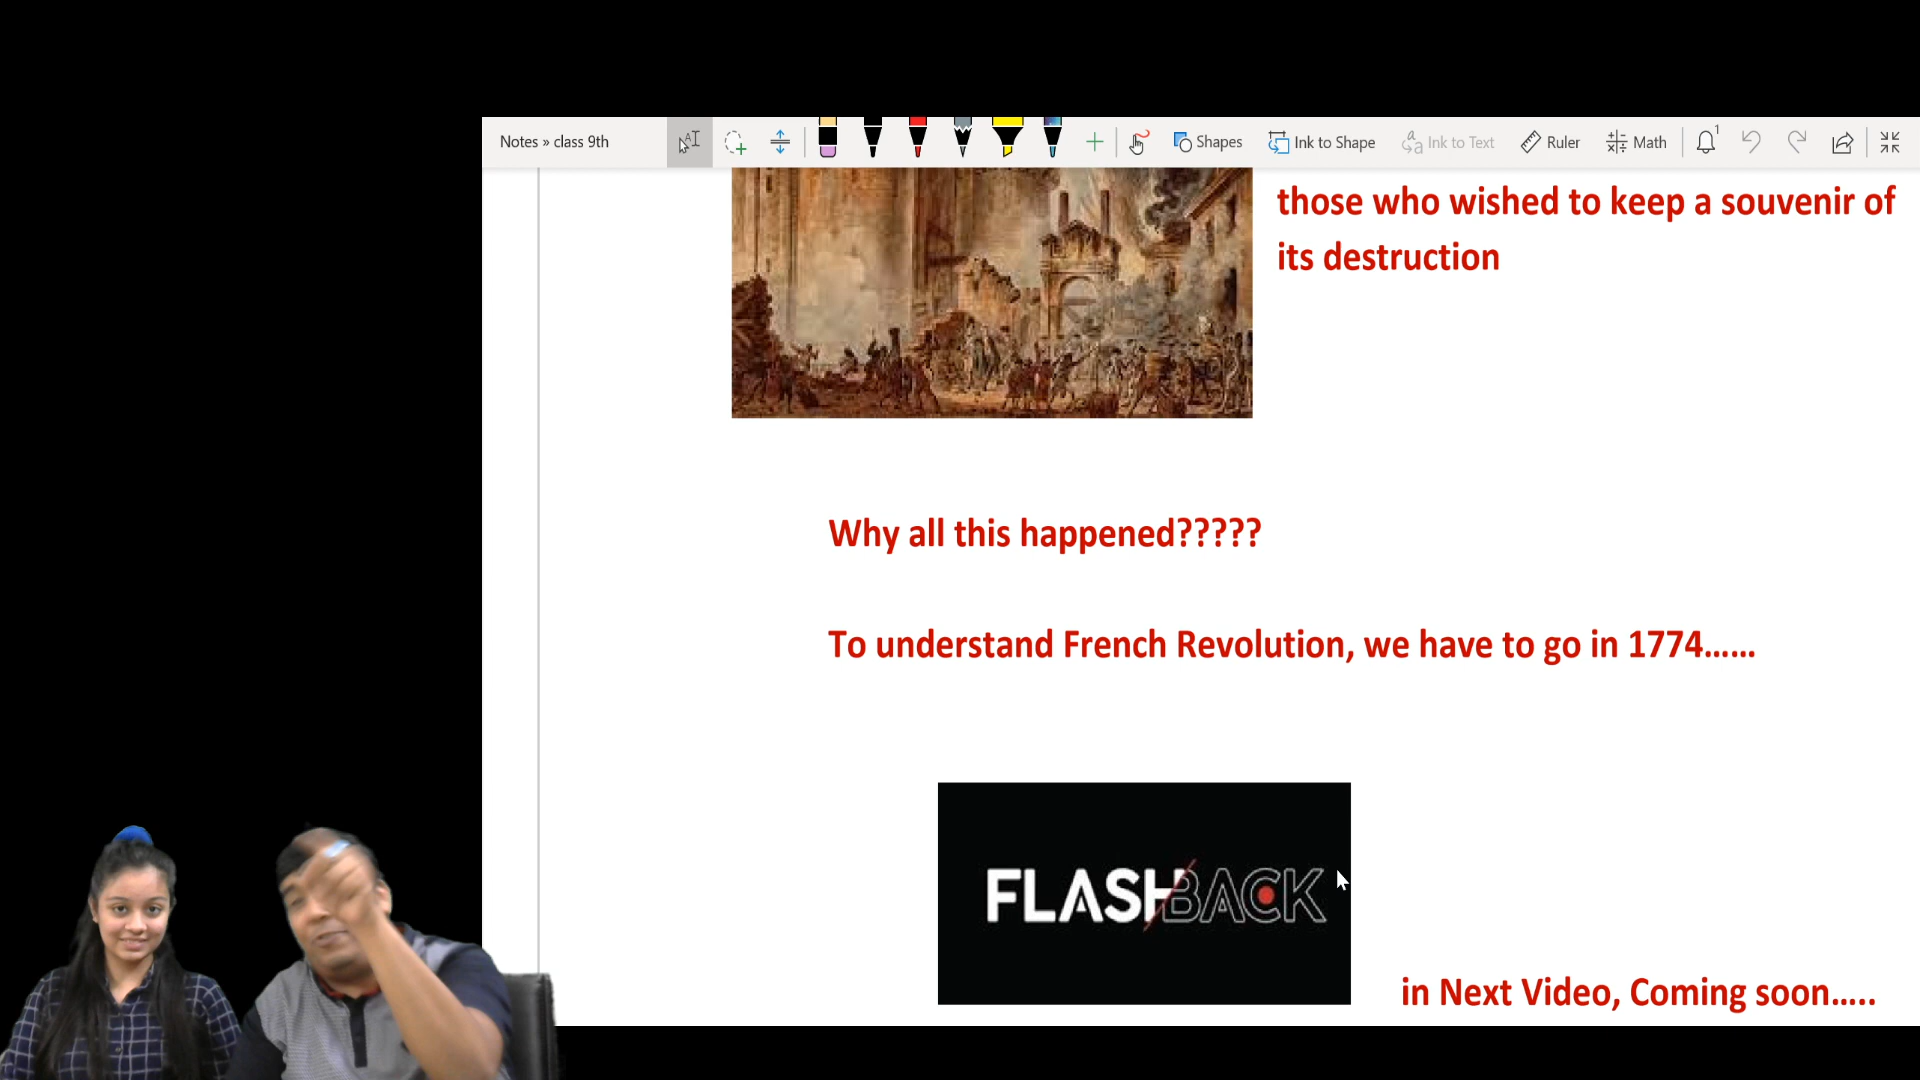 Notes » class 9th
Shapes
Ink to Shape
Ink to Text
Ruler
Math
1
those who wished to keep a souvenir of
its destruction
Why all this happened?????
To understand French Revolution, we have to go in 1774......
FLASHBACK
in Next Video, Coming soon.....